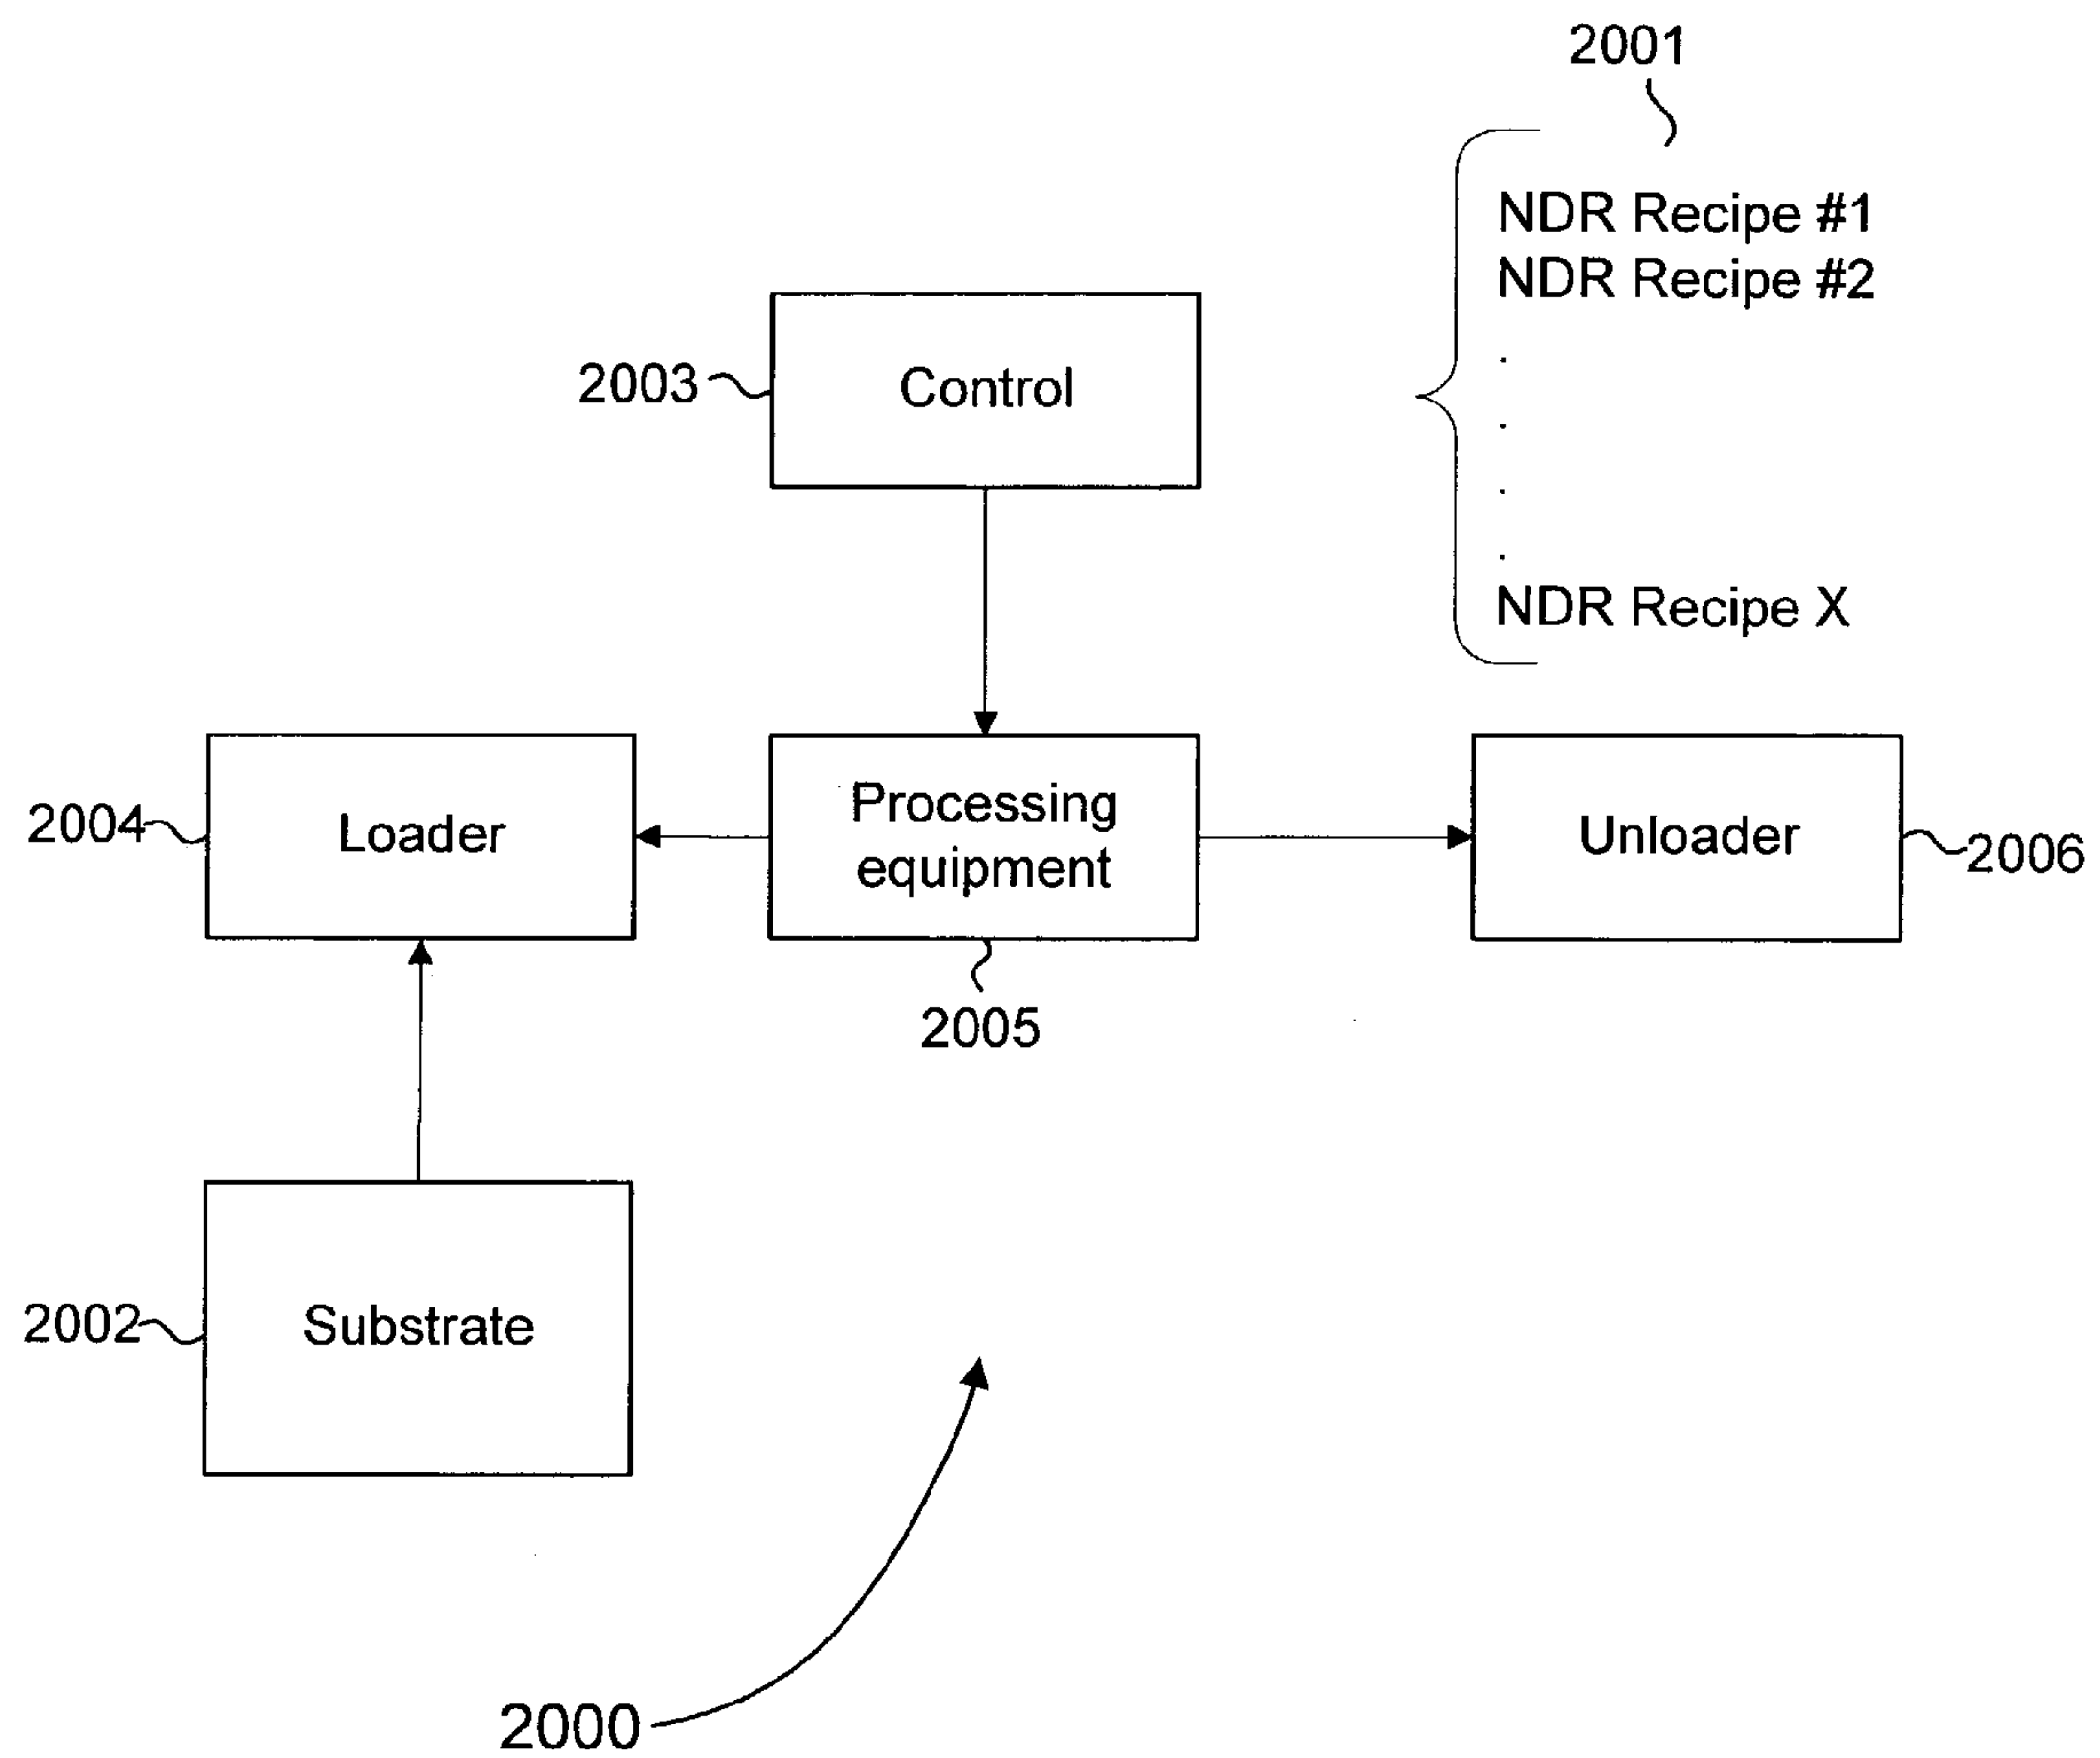 2001
NDR Recipe #1
NDR Recipe #2
.
.
.
.
NDR Recipe X
2003
Control
2004
Loader
Processing
equipment
Unloader
2006
2005
2002
Substrate
2000